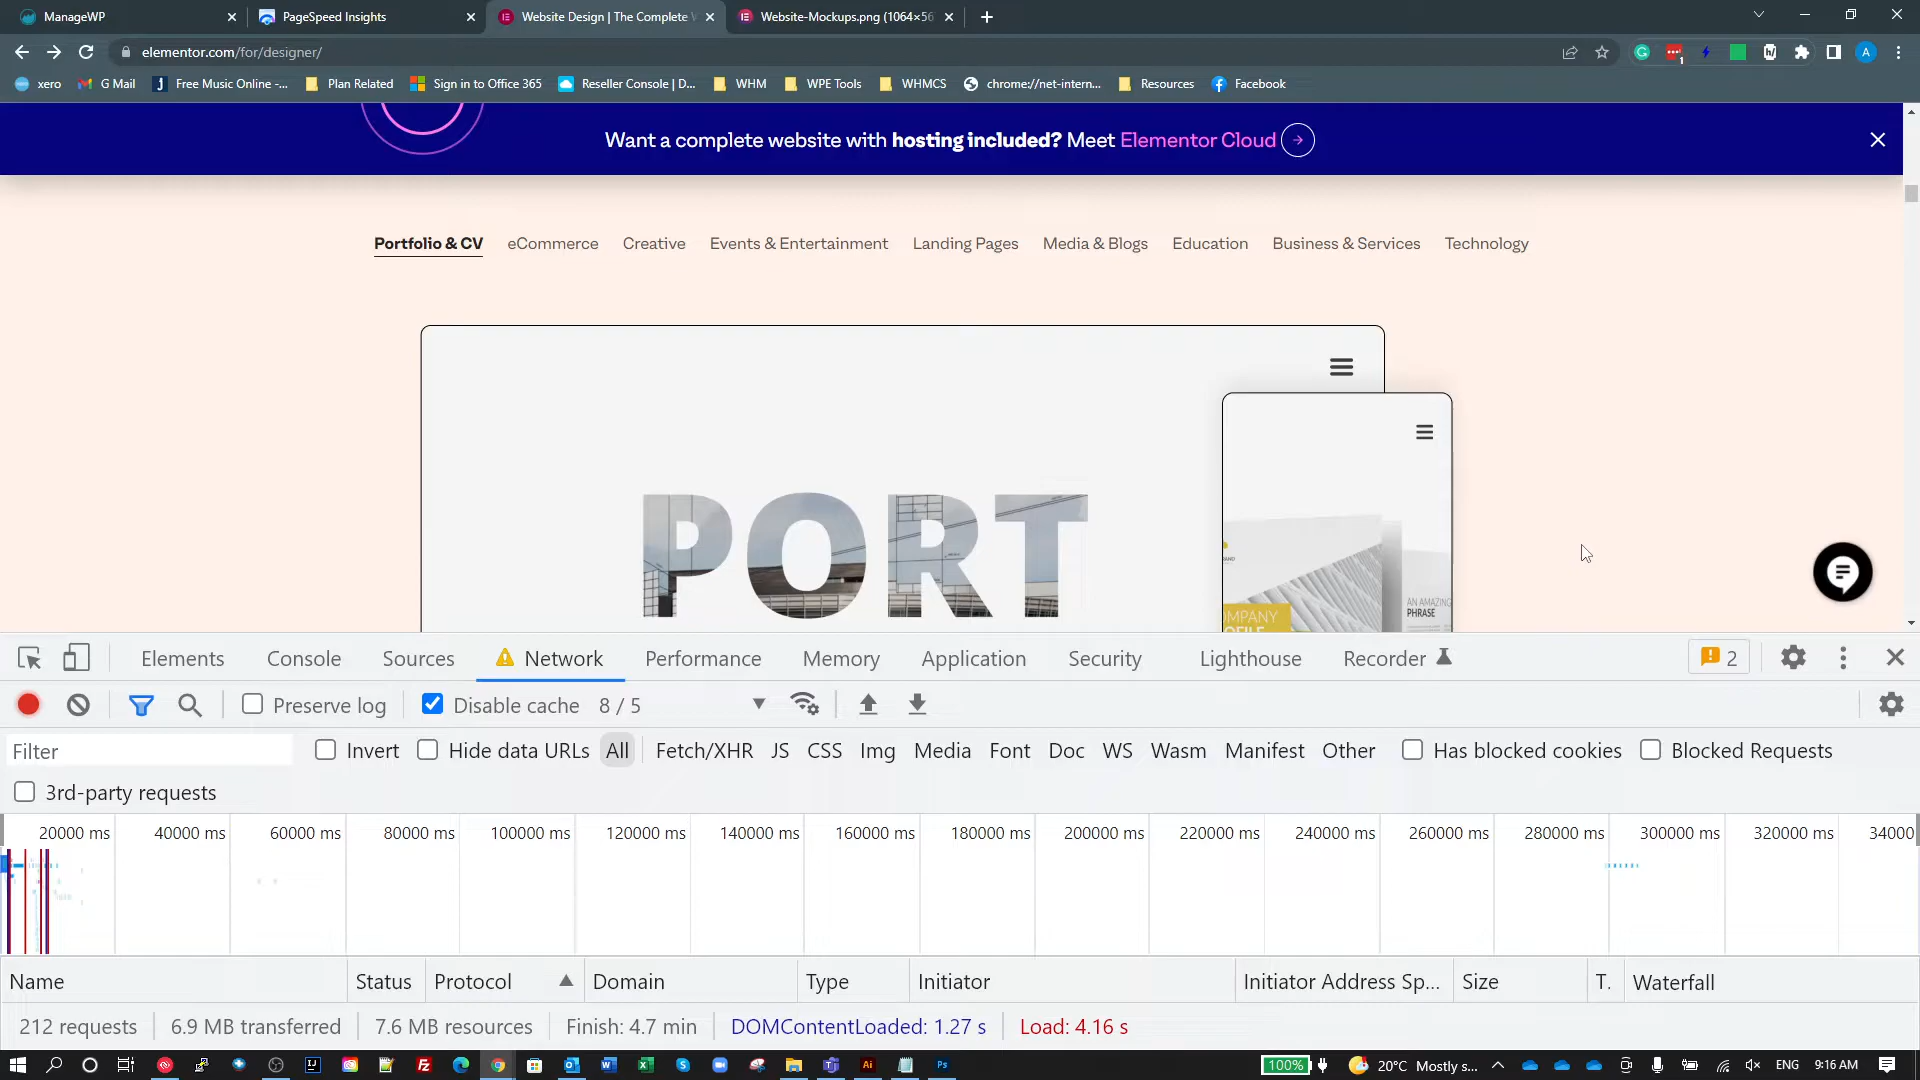 ManageWP
PageSpeed Insights
Website Design | The Complete W
Website-Mockups.png (1064×56
elementor.com/for/designer/
1
A
xero
G Mail
Free Music Online -...
Plan Related
Sign in to Office 365
Reseller Console | D...
WHM
WPE Tools
WHMCS
chrome://net-intern...
Resources
Facebook
Want a complete website with hosting included? Meet Elementor Cloud
Portfolio & CV
eCommerce
Creative
Events & Entertainment
Landing Pages
Media & Blogs
Education
Business & Services
Technology
PORT
AN AMAZING
PHRASE
OMPANY
Elements
Console
Sources
Network
Performance
Memory
Application
Security
Lighthouse
Recorder
2
Preserve log
Disable cache
8 / 5
Filter
Invert
Hide data URLs
All
Fetch/XHR
JS
CSS
Img
Media
Font
Doc
WS
Wasm
Manifest
Other
Has blocked cookies
Blocked Requests
3rd-party requests
20000 ms
40000 ms
60000 ms
80000 ms
100000 ms
120000 ms
140000 ms
160000 ms
180000 ms
200000 ms
220000 ms
240000 ms
260000 ms
280000 ms
300000 ms
320000 ms
34000
Name
Status
Protocol
Domain
Type
Initiator
Initiator Address Sp...
Size
T.
Waterfall
212 requests
6.9 MB transferred
7.6 MB resources
Finish: 4.7 min
DOMContentLoaded: 1.27 s
Load: 4.16 s
100%
20°C Mostly s...
ENG
9:16 AM